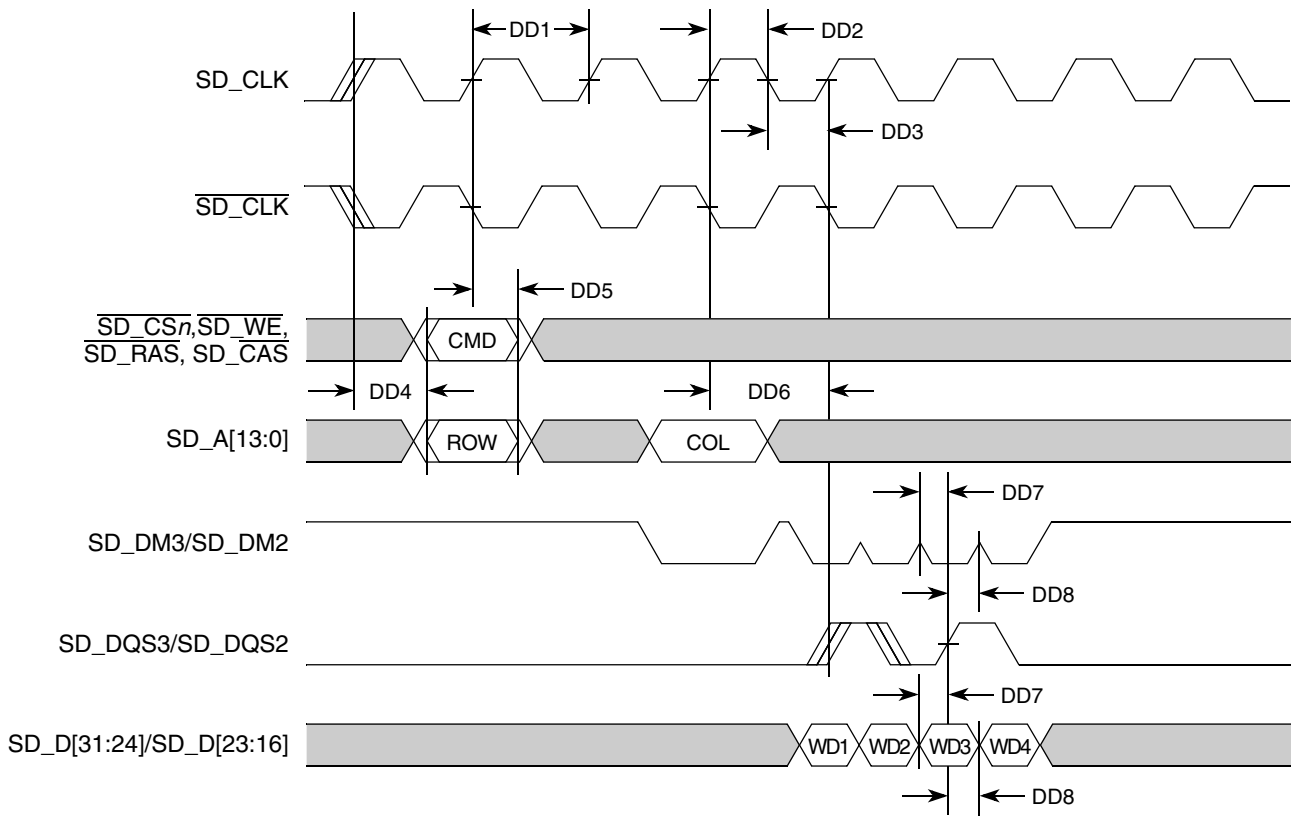 DD1
DD2
SD_CLK
DD3
SD_CLK
DD5
SD_CSn,SD_WE,
SD_RAS, SD_CAS
CMD
DD4
DD6
SD_A[13:0]
ROW
COL
DD7
SD_DM3/SD_DM2
DD8
SD_DQS3/SD_DQS2
DD7
SD_D[31:24]/SD_D[23:16]
WD1
WD2
WD3
WD4
DD8